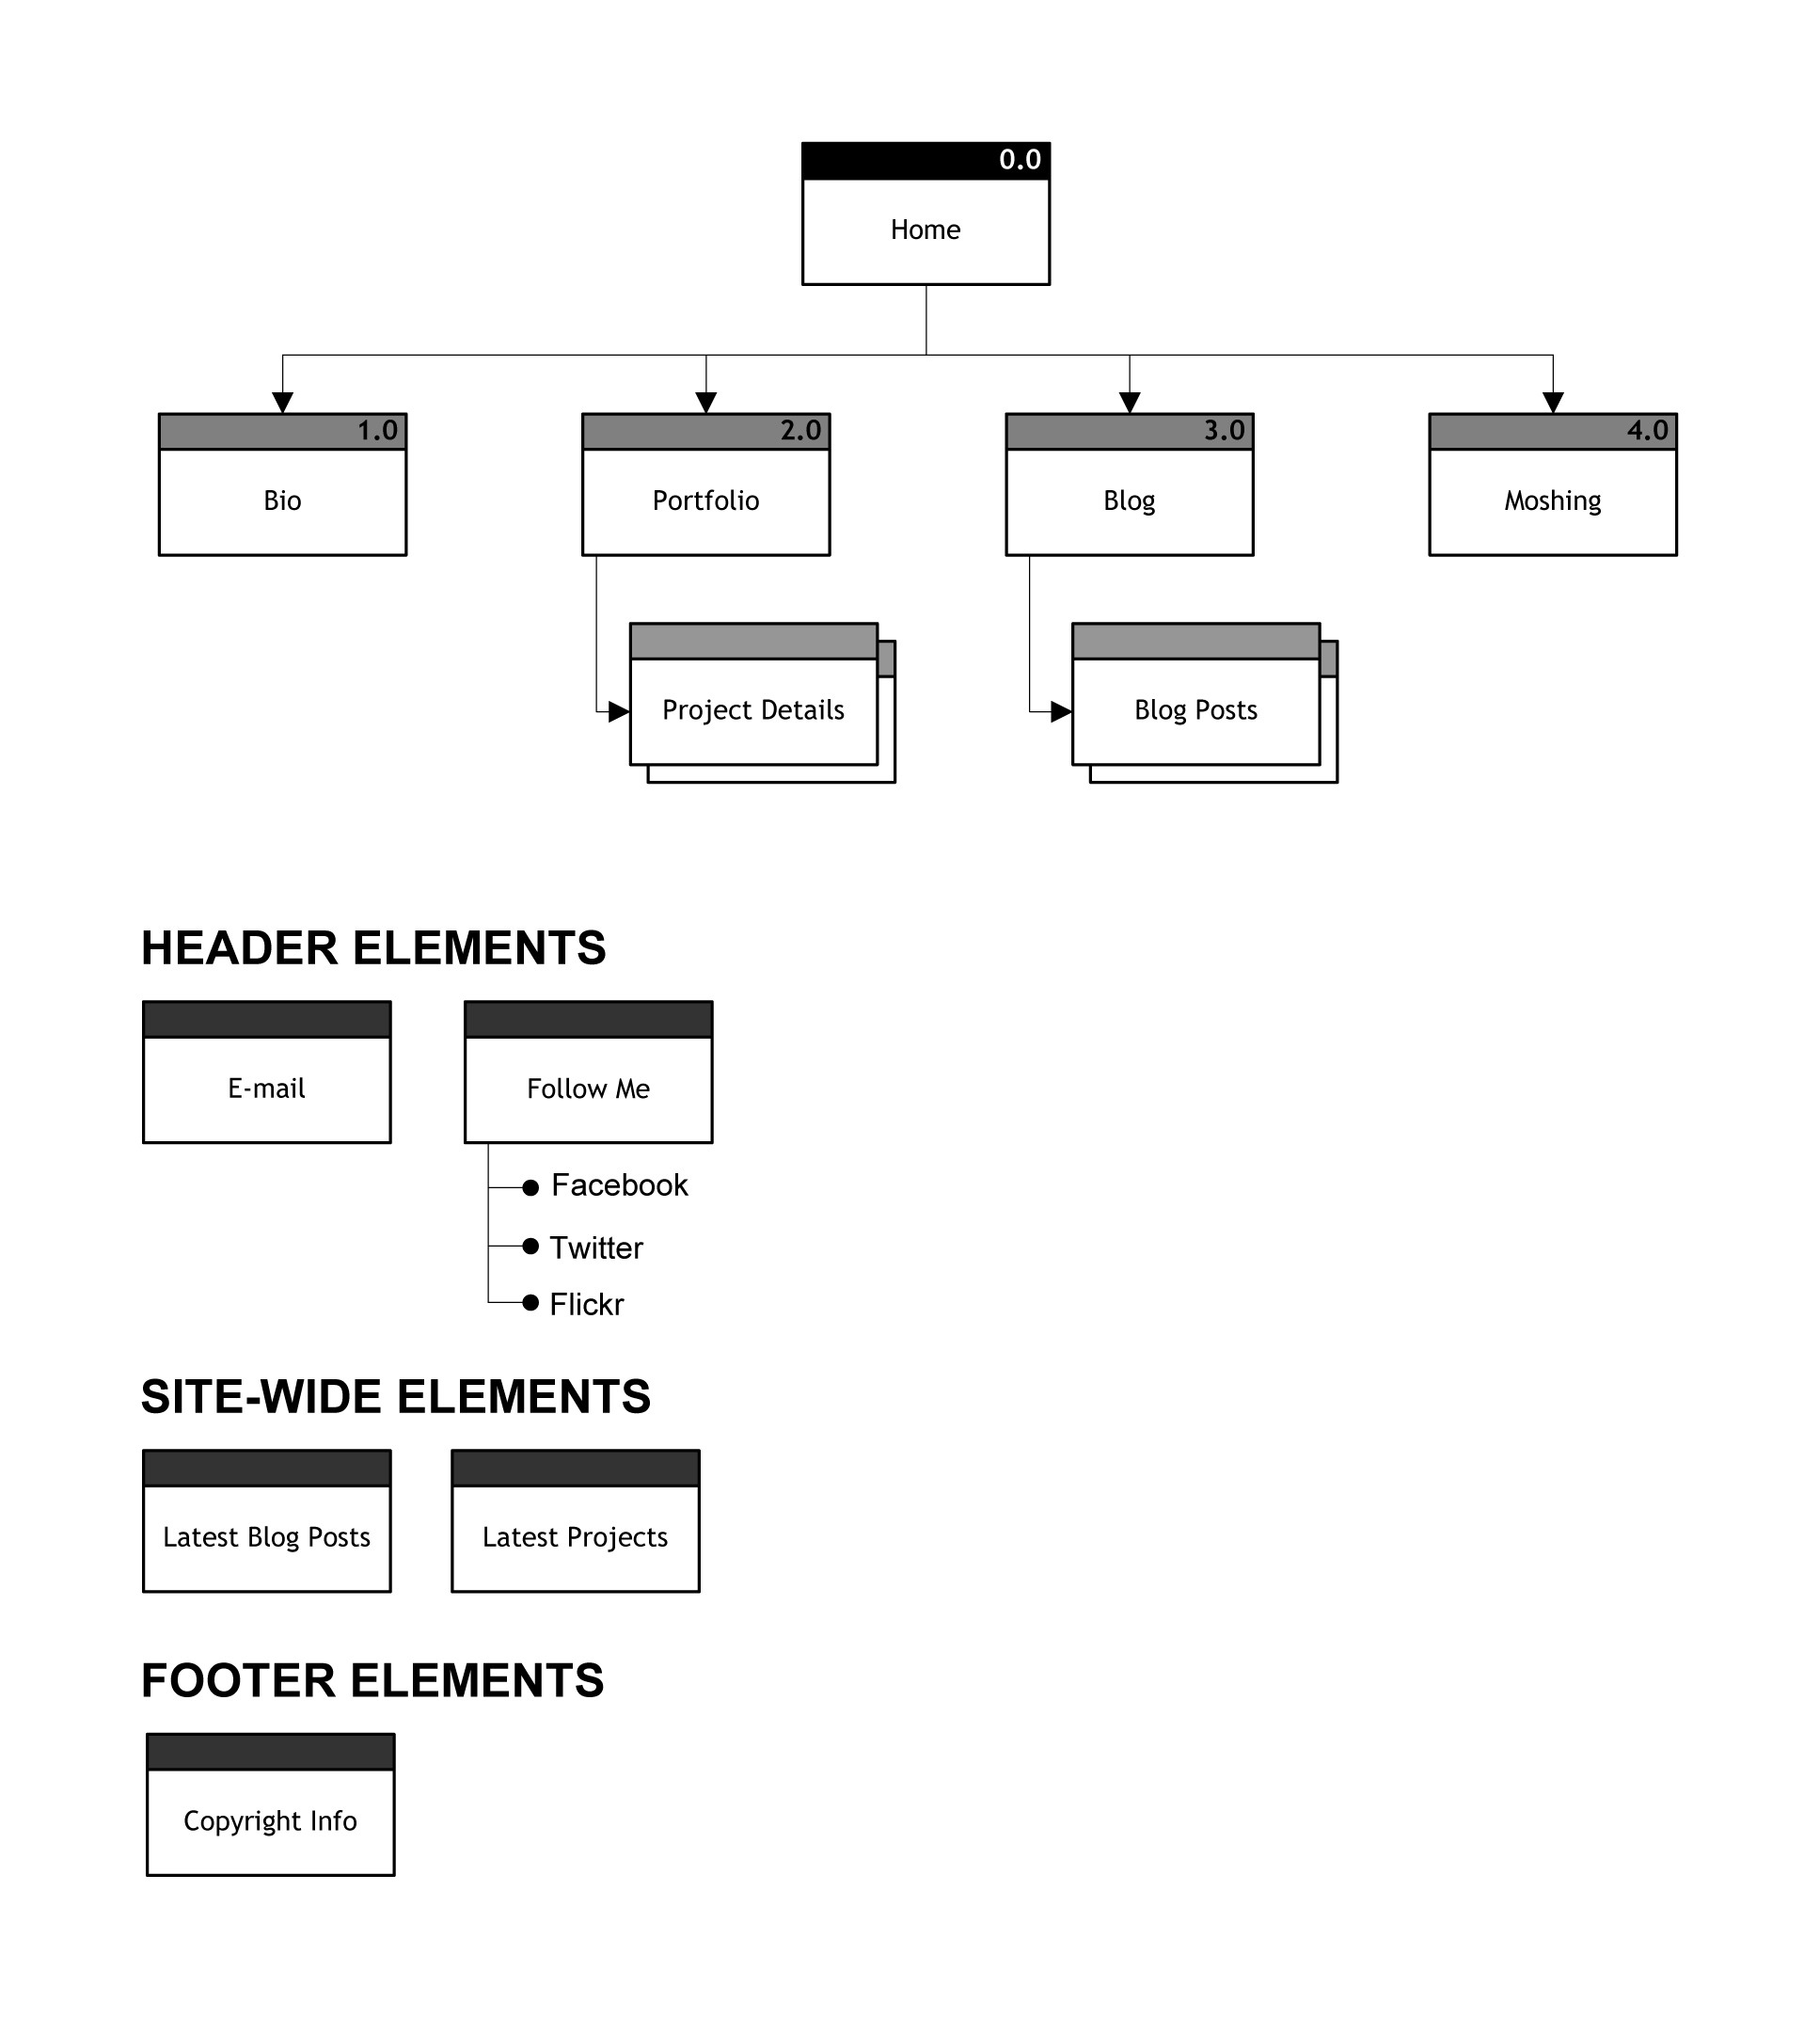 0.0
Home
1.0
2.0
3.0
4.0
Bio
Portfolio
Blog
Moshing
Project Details
Blog Posts
HEADER ELEMENTS
E-mail
Follow Me
Facebook
Twitter
Flickr
SITE-WIDE ELEMENTS
Latest Blog Posts
Latest Projects
FOOTER ELEMENTS
Copyright Info